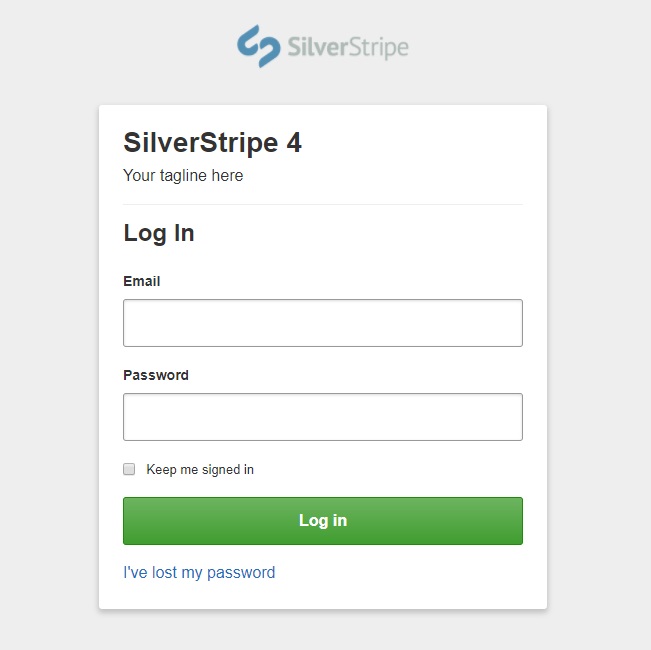 SilverStripe
SilverStripe 4
Your tagline here
Log In
Email
Password
Keep me signed in
Log in
I've lost my password